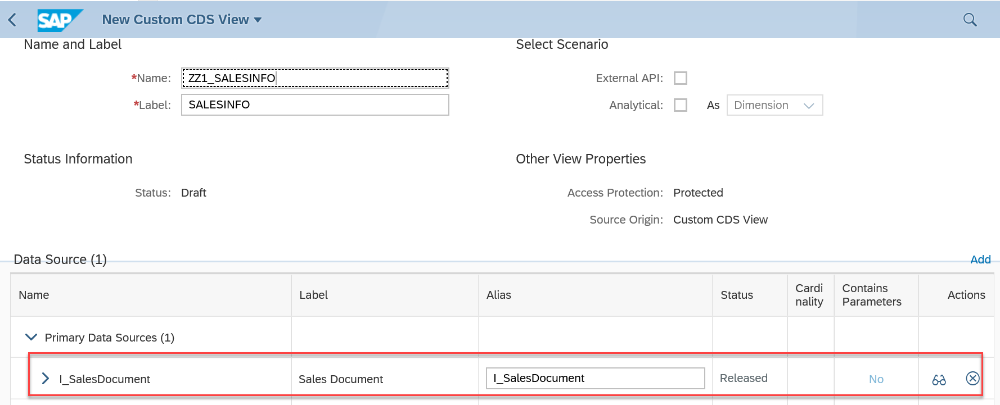 SAP New Custom CDS View
Name and Label
*Name: ZZ1_SALESINFO
*Label: SALESINFO
Select Scenario
External API:
Analytical: As Dimension
Status Information
Status: Draft
Other View Properties
Access Protection: Protected
Source Origin: Custom CDS View
Data Source (1) Add
Name Label Alias Status Cardi
nality Contains
Parameters Actions
Primary Data Sources (1)
I_SalesDocument Sales Document I_SalesDocument Released No